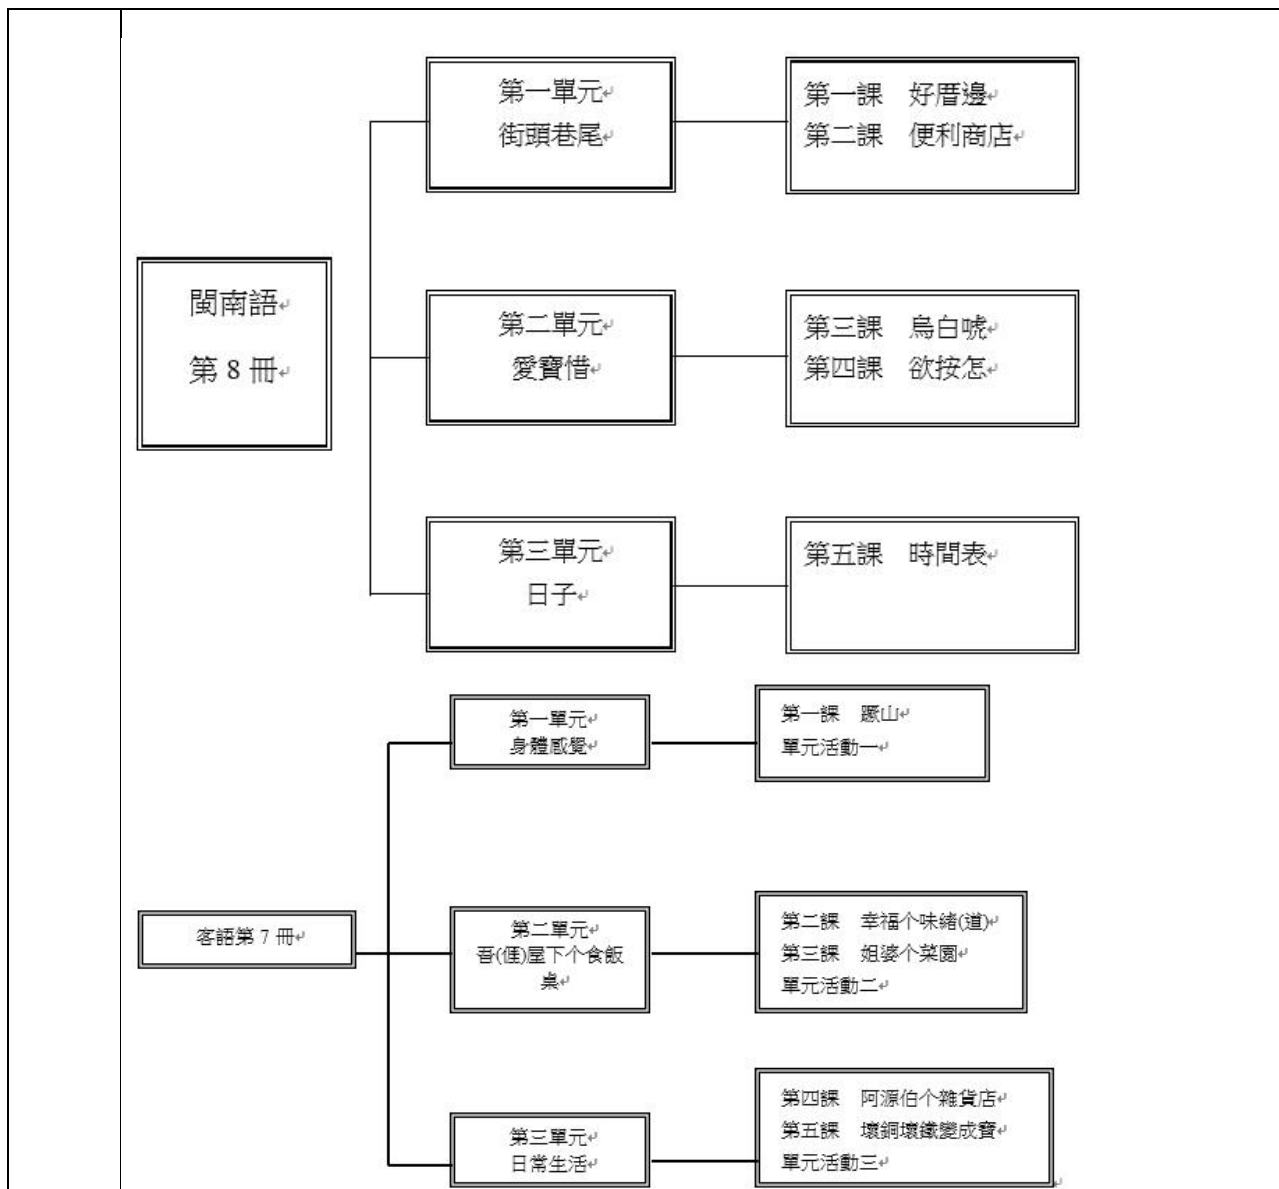 閩南語
第 8 冊
第一單元
街頭巷尾
第一課　好厝邊
第二課　便利商店
第二單元
愛寶惜
第三課　烏白唬
第四課　欲按怎
第三單元
日子
第五課　時間表
客語第 7 冊
第一單元
身體感覺
第一課　蹶山
單元活動一
第二單元
吾(𠊎)屋下个食飯
桌
第二課　幸福个味緒(道)
第三課　姐婆个菜園
單元活動二
第三單元
日常生活
第四課　阿源伯个雜貨店
第五課　壞銅壞鐵變成寶
單元活動三